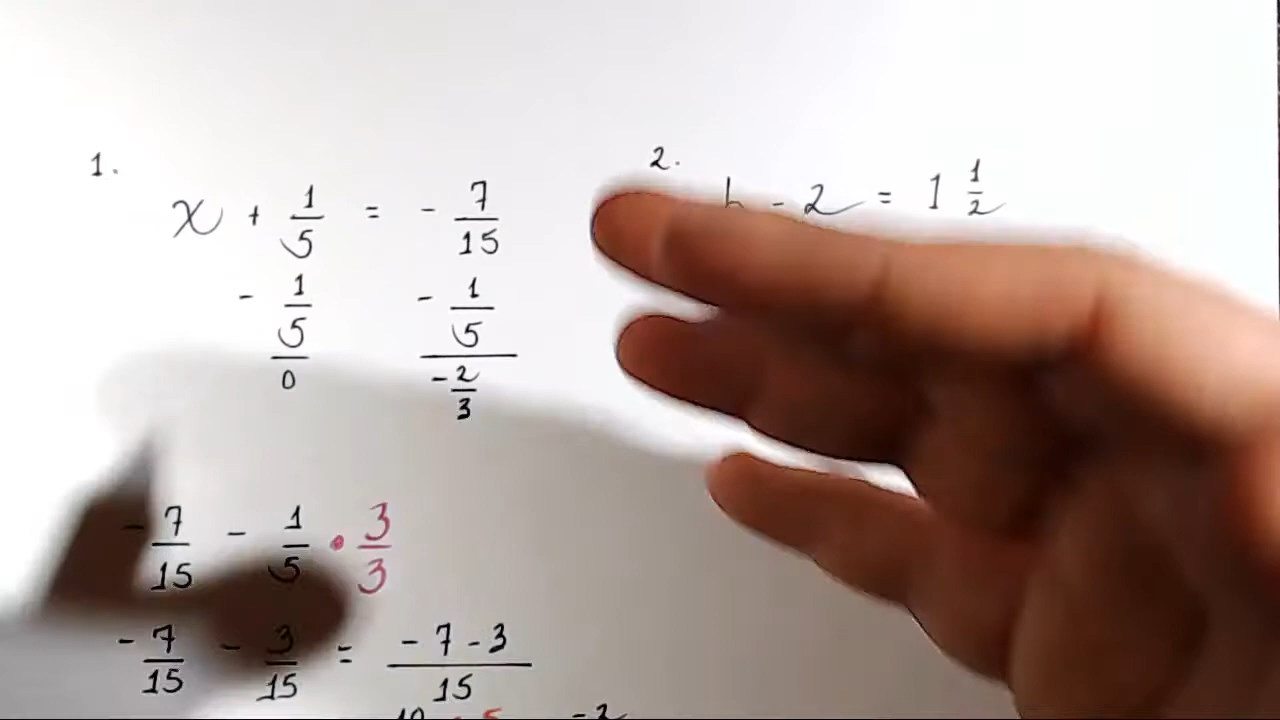 1.
x + 1/5 = - 7/15
- 1/5 - 1/5
0 - 2/3
- 7/15 - 1/5 • 3/3
- 7/15 - 3/15 = - 7 - 3 / 15
2.
- 2 = 1 1/2